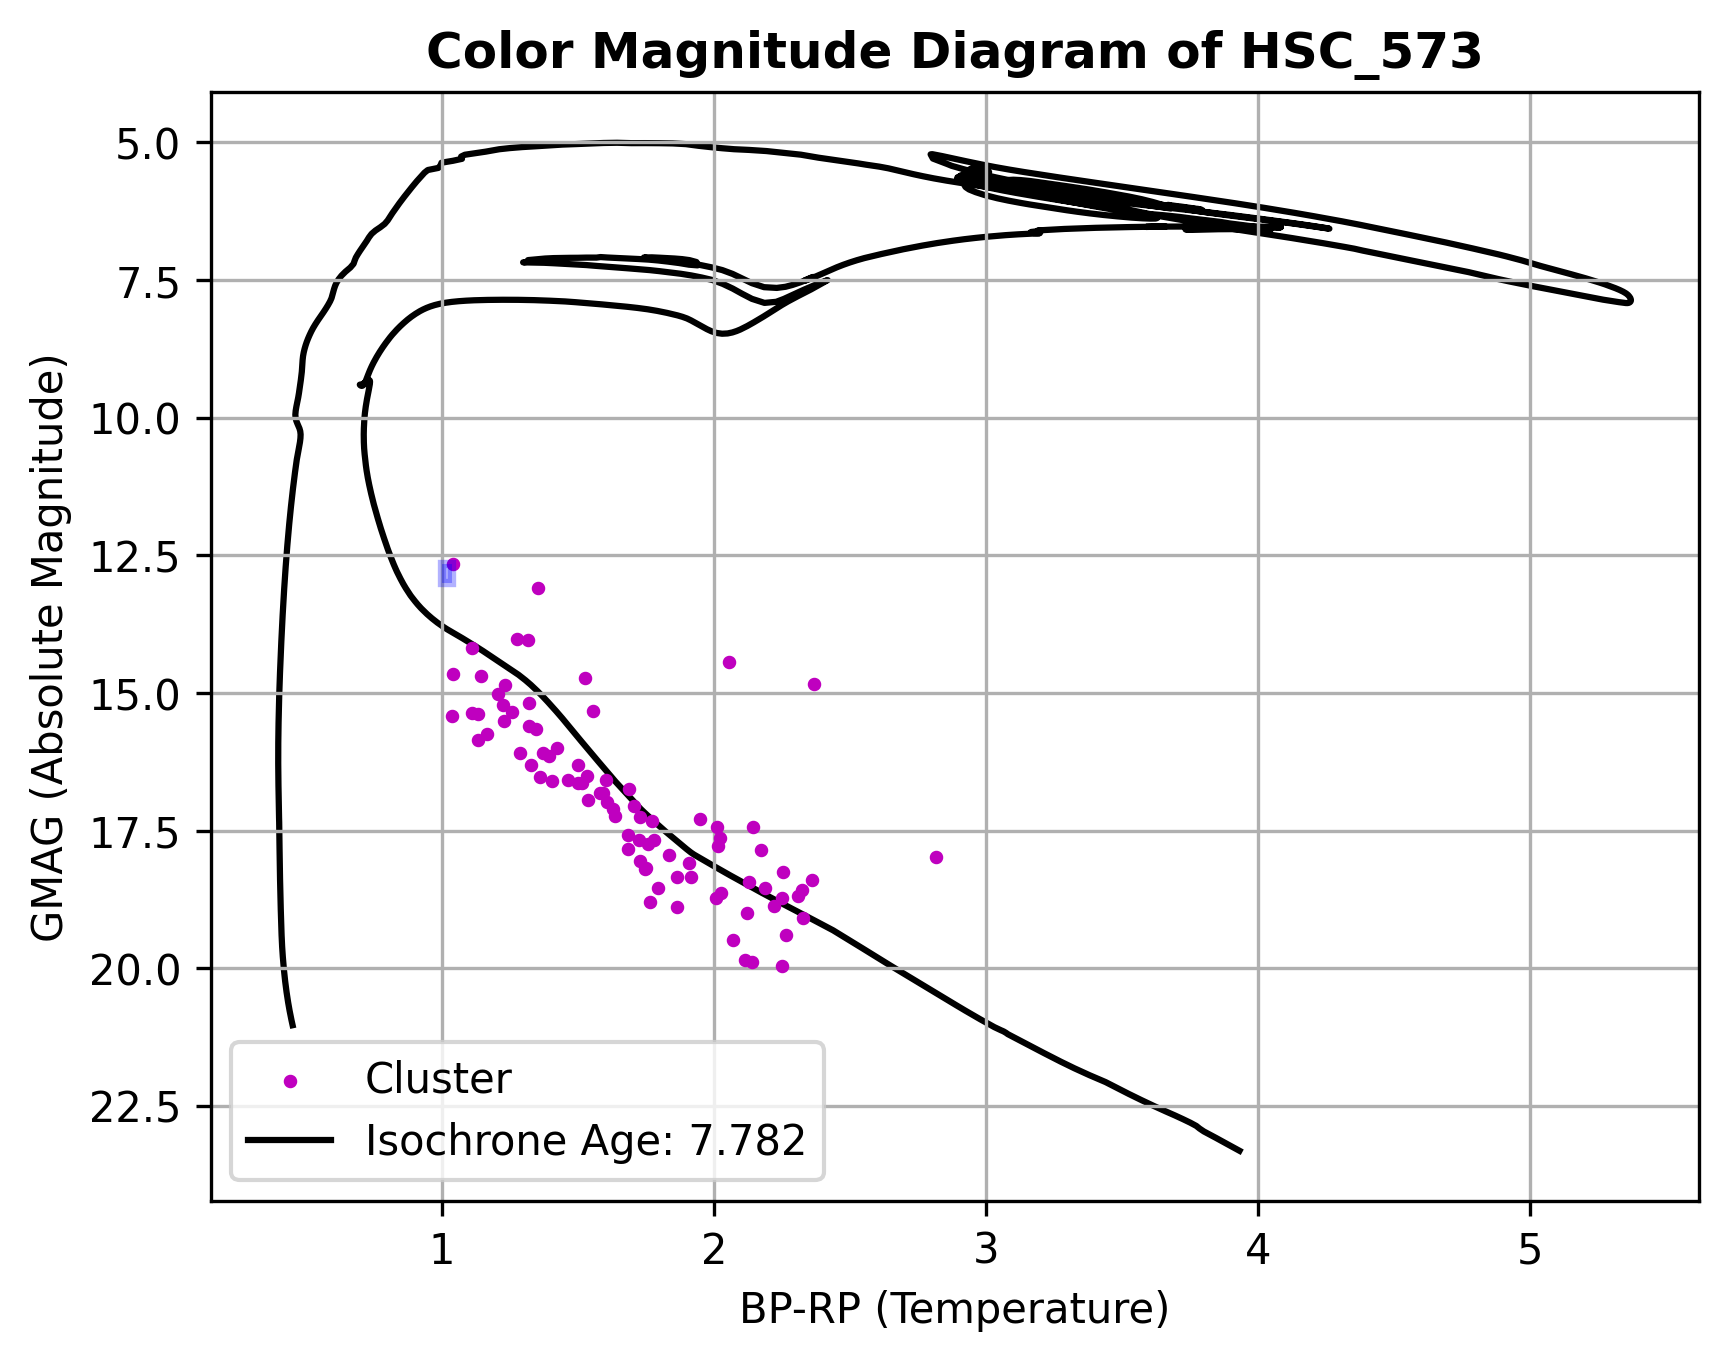 Color Magnitude Diagram of HSC_573
5.0
7.5
10.0
12.5
15.0
17.5
20.0
22.5
GMAG (Absolute Magnitude)
Cluster
Isochrone Age: 7.782
1 2 3 4 5
BP-RP (Temperature)